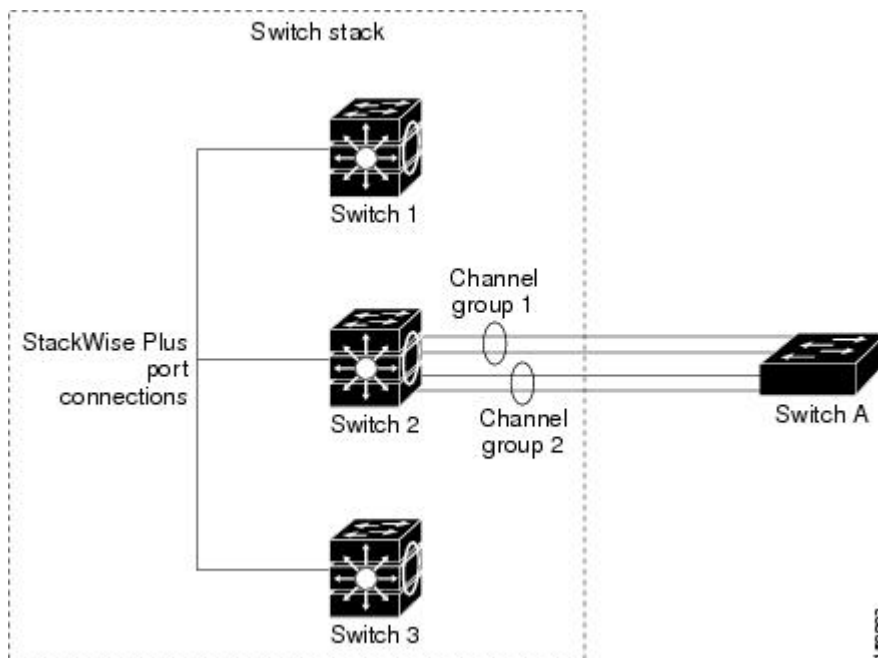 Switch stack
Switch 1
Channel
group 1
StackWise Plus
port
connections
Switch 2
Channel
group 2
Switch A
Switch 3